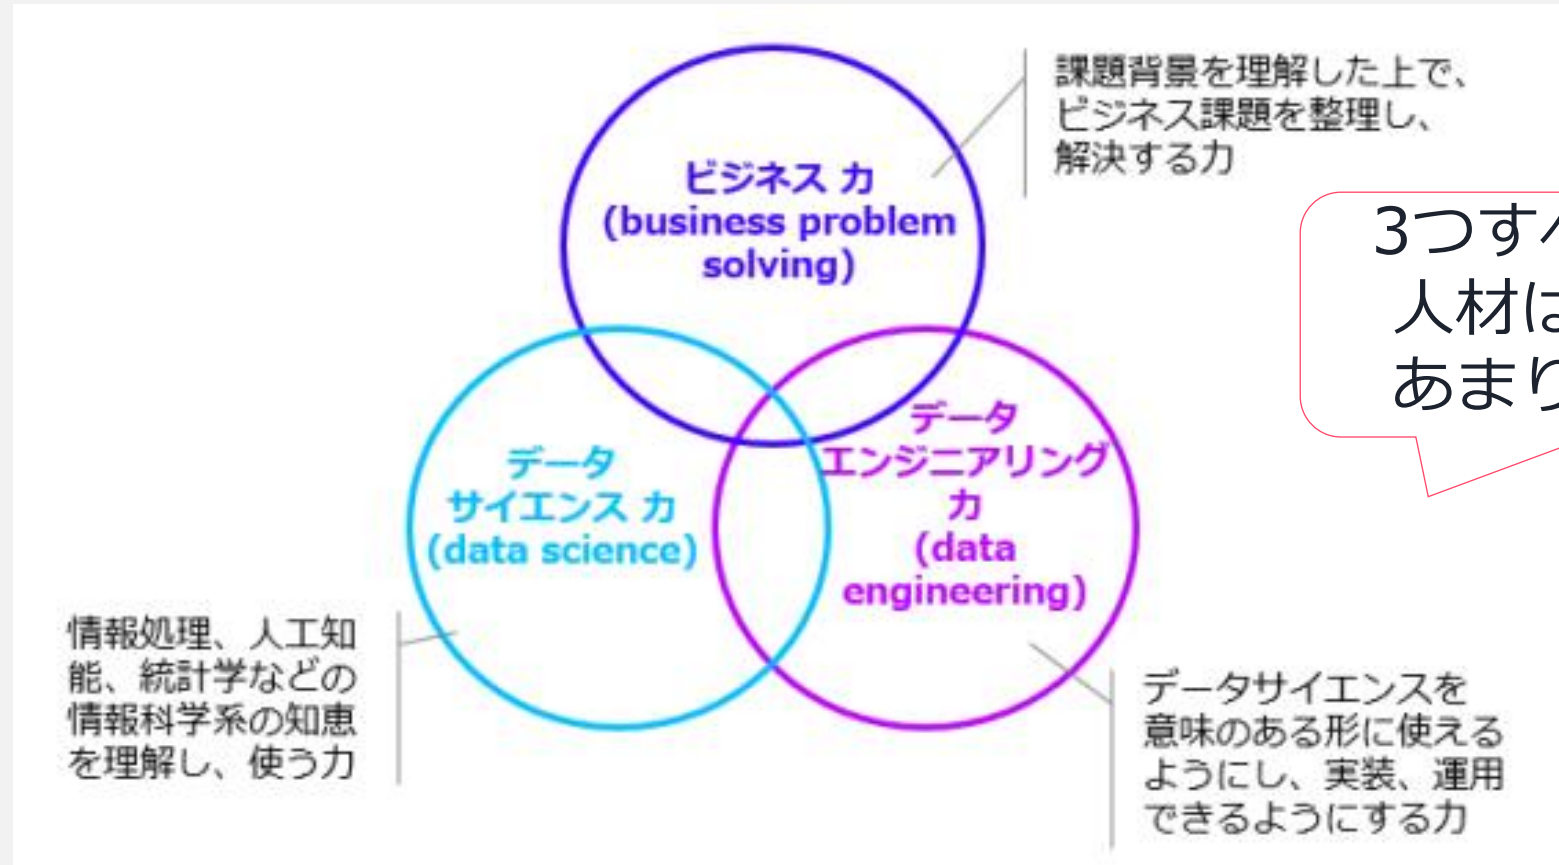 課題背景を理解した上で、
ビジネス課題を整理し、
解決する力
ビジネス 力
(business problem
solving)
3つす
人材は
あまり
データ
サイエンス 力
(data science)
データ
エンジニアリング
力
(data
engineering)
情報処理、人工知
能、統計学などの
情報科学系の知恵
を理解し、使う力
データサイエンスを
意味のある形に使える
ようにし、実装、運用
できるようにする力